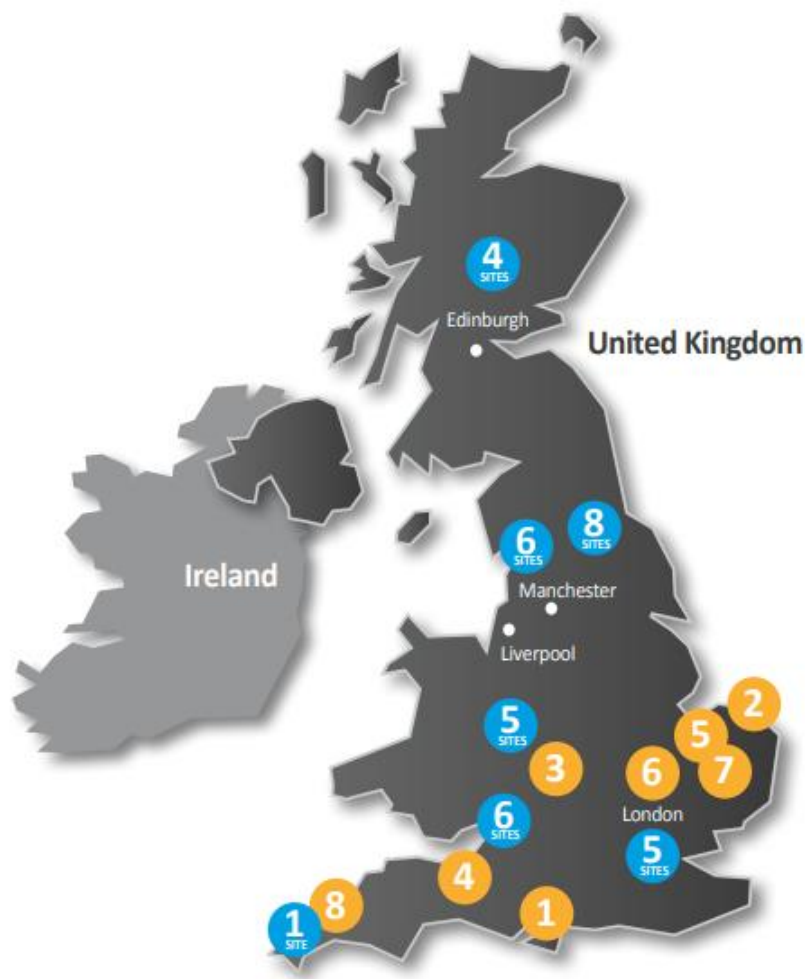 4
SITES
Edinburgh
United Kingdom
8
SITES
6
SITES
Ireland
Manchester
Liverpool
2
5
SITES
5
3
6
7
6
SITES
London
5
SITES
4
8
1
1
SITE